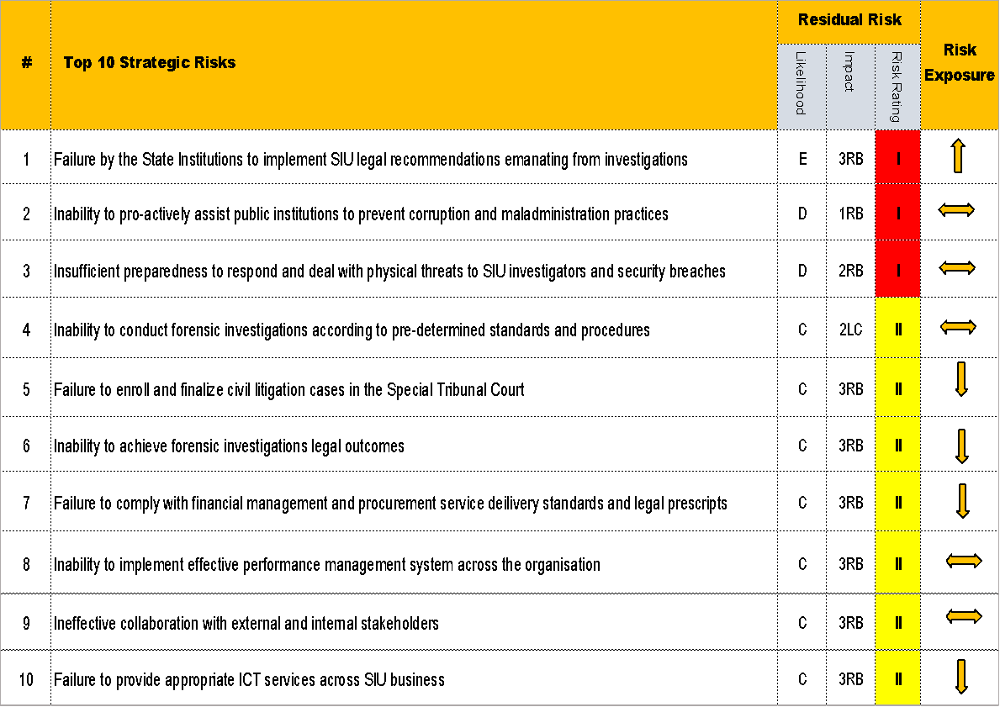 # Top 10 Strategic Risks Residual Risk Risk Exposure
Likelihood Impact Risk Rating
1 Failure by the State Institutions to implement SIU legal recommendations emanating from investigations E 3RB I
2 Inability to pro-actively assist public institutions to prevent corruption and maladministration practices D 1RB I
3 Insufficient preparedness to respond and deal with physical threats to SIU investigators and security breaches D 2RB I
4 Inability to conduct forensic investigations according to pre-determined standards and procedures C 2LC II
5 Failure to enroll and finalize civil litigation cases in the Special Tribunal Court C 3RB II
6 Inability to achieve forensic investigations legal outcomes C 3RB II
7 Failure to comply with financial management and procurement service deilivery standards and legal prescripts C 3RB II
8 Inability to implement effective performance management system across the organisation C 3RB II
9 Ineffective collaboration with external and internal stakeholders C 3RB II
10 Failure to provide appropriate ICT services across SIU business C 3RB II